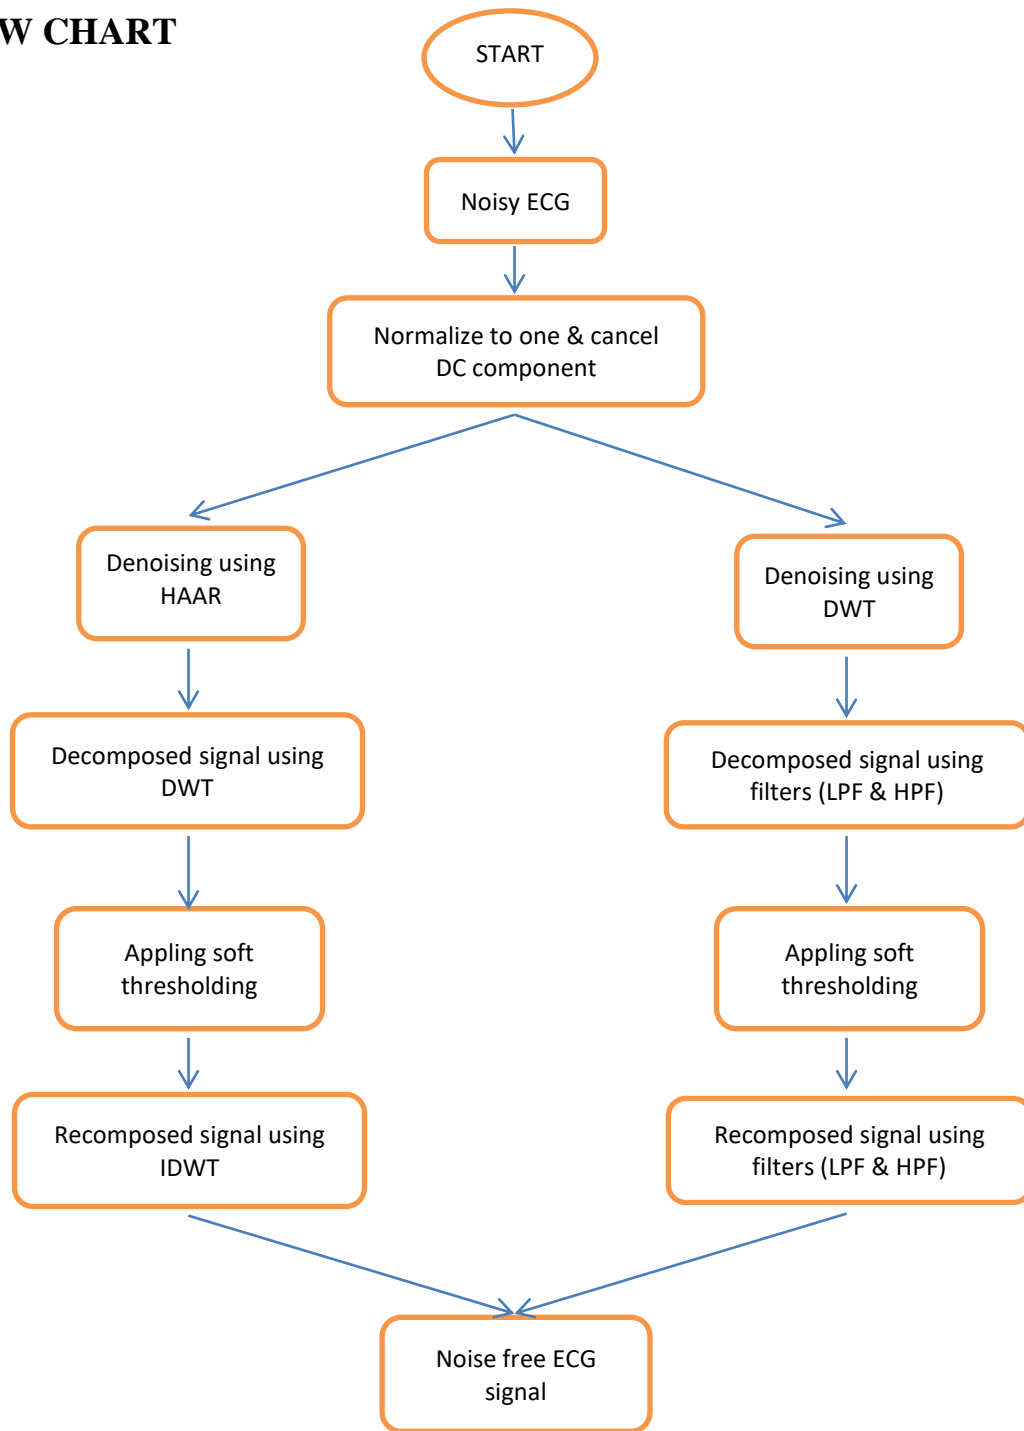 W CHART
START
Noisy ECG
Normalize to one & cancel
DC component
Denoising using
HAAR
Denoising using
DWT
Decomposed signal using
DWT
Decomposed signal using
filters (LPF & HPF)
Appling soft
thresholding
Appling soft
thresholding
Recomposed signal using
IDWT
Recomposed signal using
filters (LPF & HPF)
Noise free ECG
signal